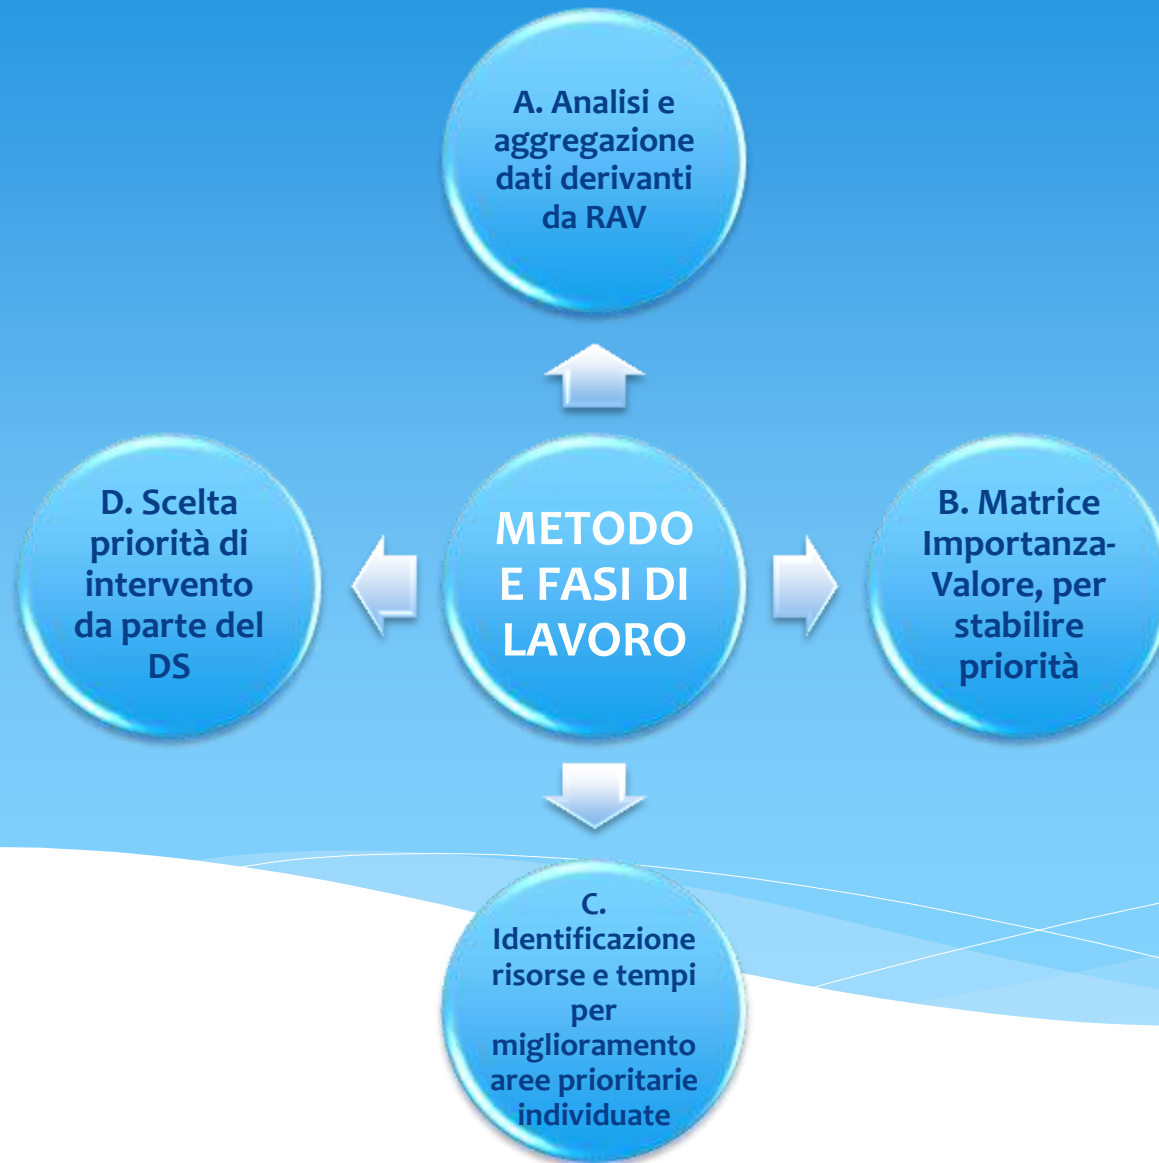 A. Analisi e
aggregazione
dati derivanti
da RAV
D. Scelta
priorità di
intervento
da parte del
DS
METODO
E FASI DI
LAVORO
B. Matrice
Importanza-
Valore, per
stabilire
priorità
C.
Identificazione
risorse e tempi
per
miglioramento
aree prioritarie
individuate